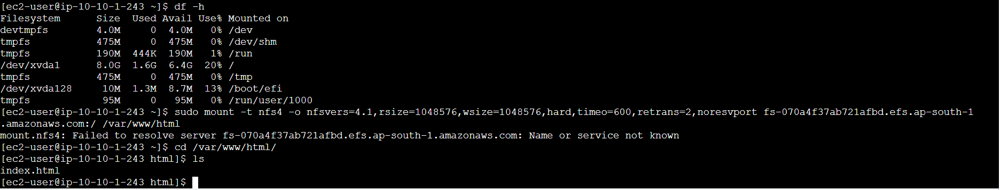 [ec2-user@ip-10-10-1-243 ~]$ df -h
Filesystem      Size  Used Avail Use% Mounted on
devtmpfs        4.0M     0  4.0M   0% /dev
tmpfs           475M     0  475M   0% /dev/shm
tmpfs           190M  444K  190M   1% /run
/dev/xvda1      8.0G  1.6G  6.4G  20% /
tmpfs           475M     0  475M   0% /tmp
/dev/xvda128     10M  1.3M  8.7M  13% /boot/efi
tmpfs            95M     0   95M   0% /run/user/1000
[ec2-user@ip-10-10-1-243 ~]$ sudo mount -t nfs4 -o nfsvers=4.1,rsize=1048576,wsize=1048576,hard,timeo=600,retrans=2,noresvport fs-070a4f37ab721afbd.efs.ap-south-1
.amazonaws.com:/ /var/www/html
mount.nfs4: Failed to resolve server fs-070a4f37ab721afbd.efs.ap-south-1.amazonaws.com: Name or service not known
[ec2-user@ip-10-10-1-243 ~]$ cd /var/www/html/
[ec2-user@ip-10-10-1-243 html]$ ls
index.html
[ec2-user@ip-10-10-1-243 html]$